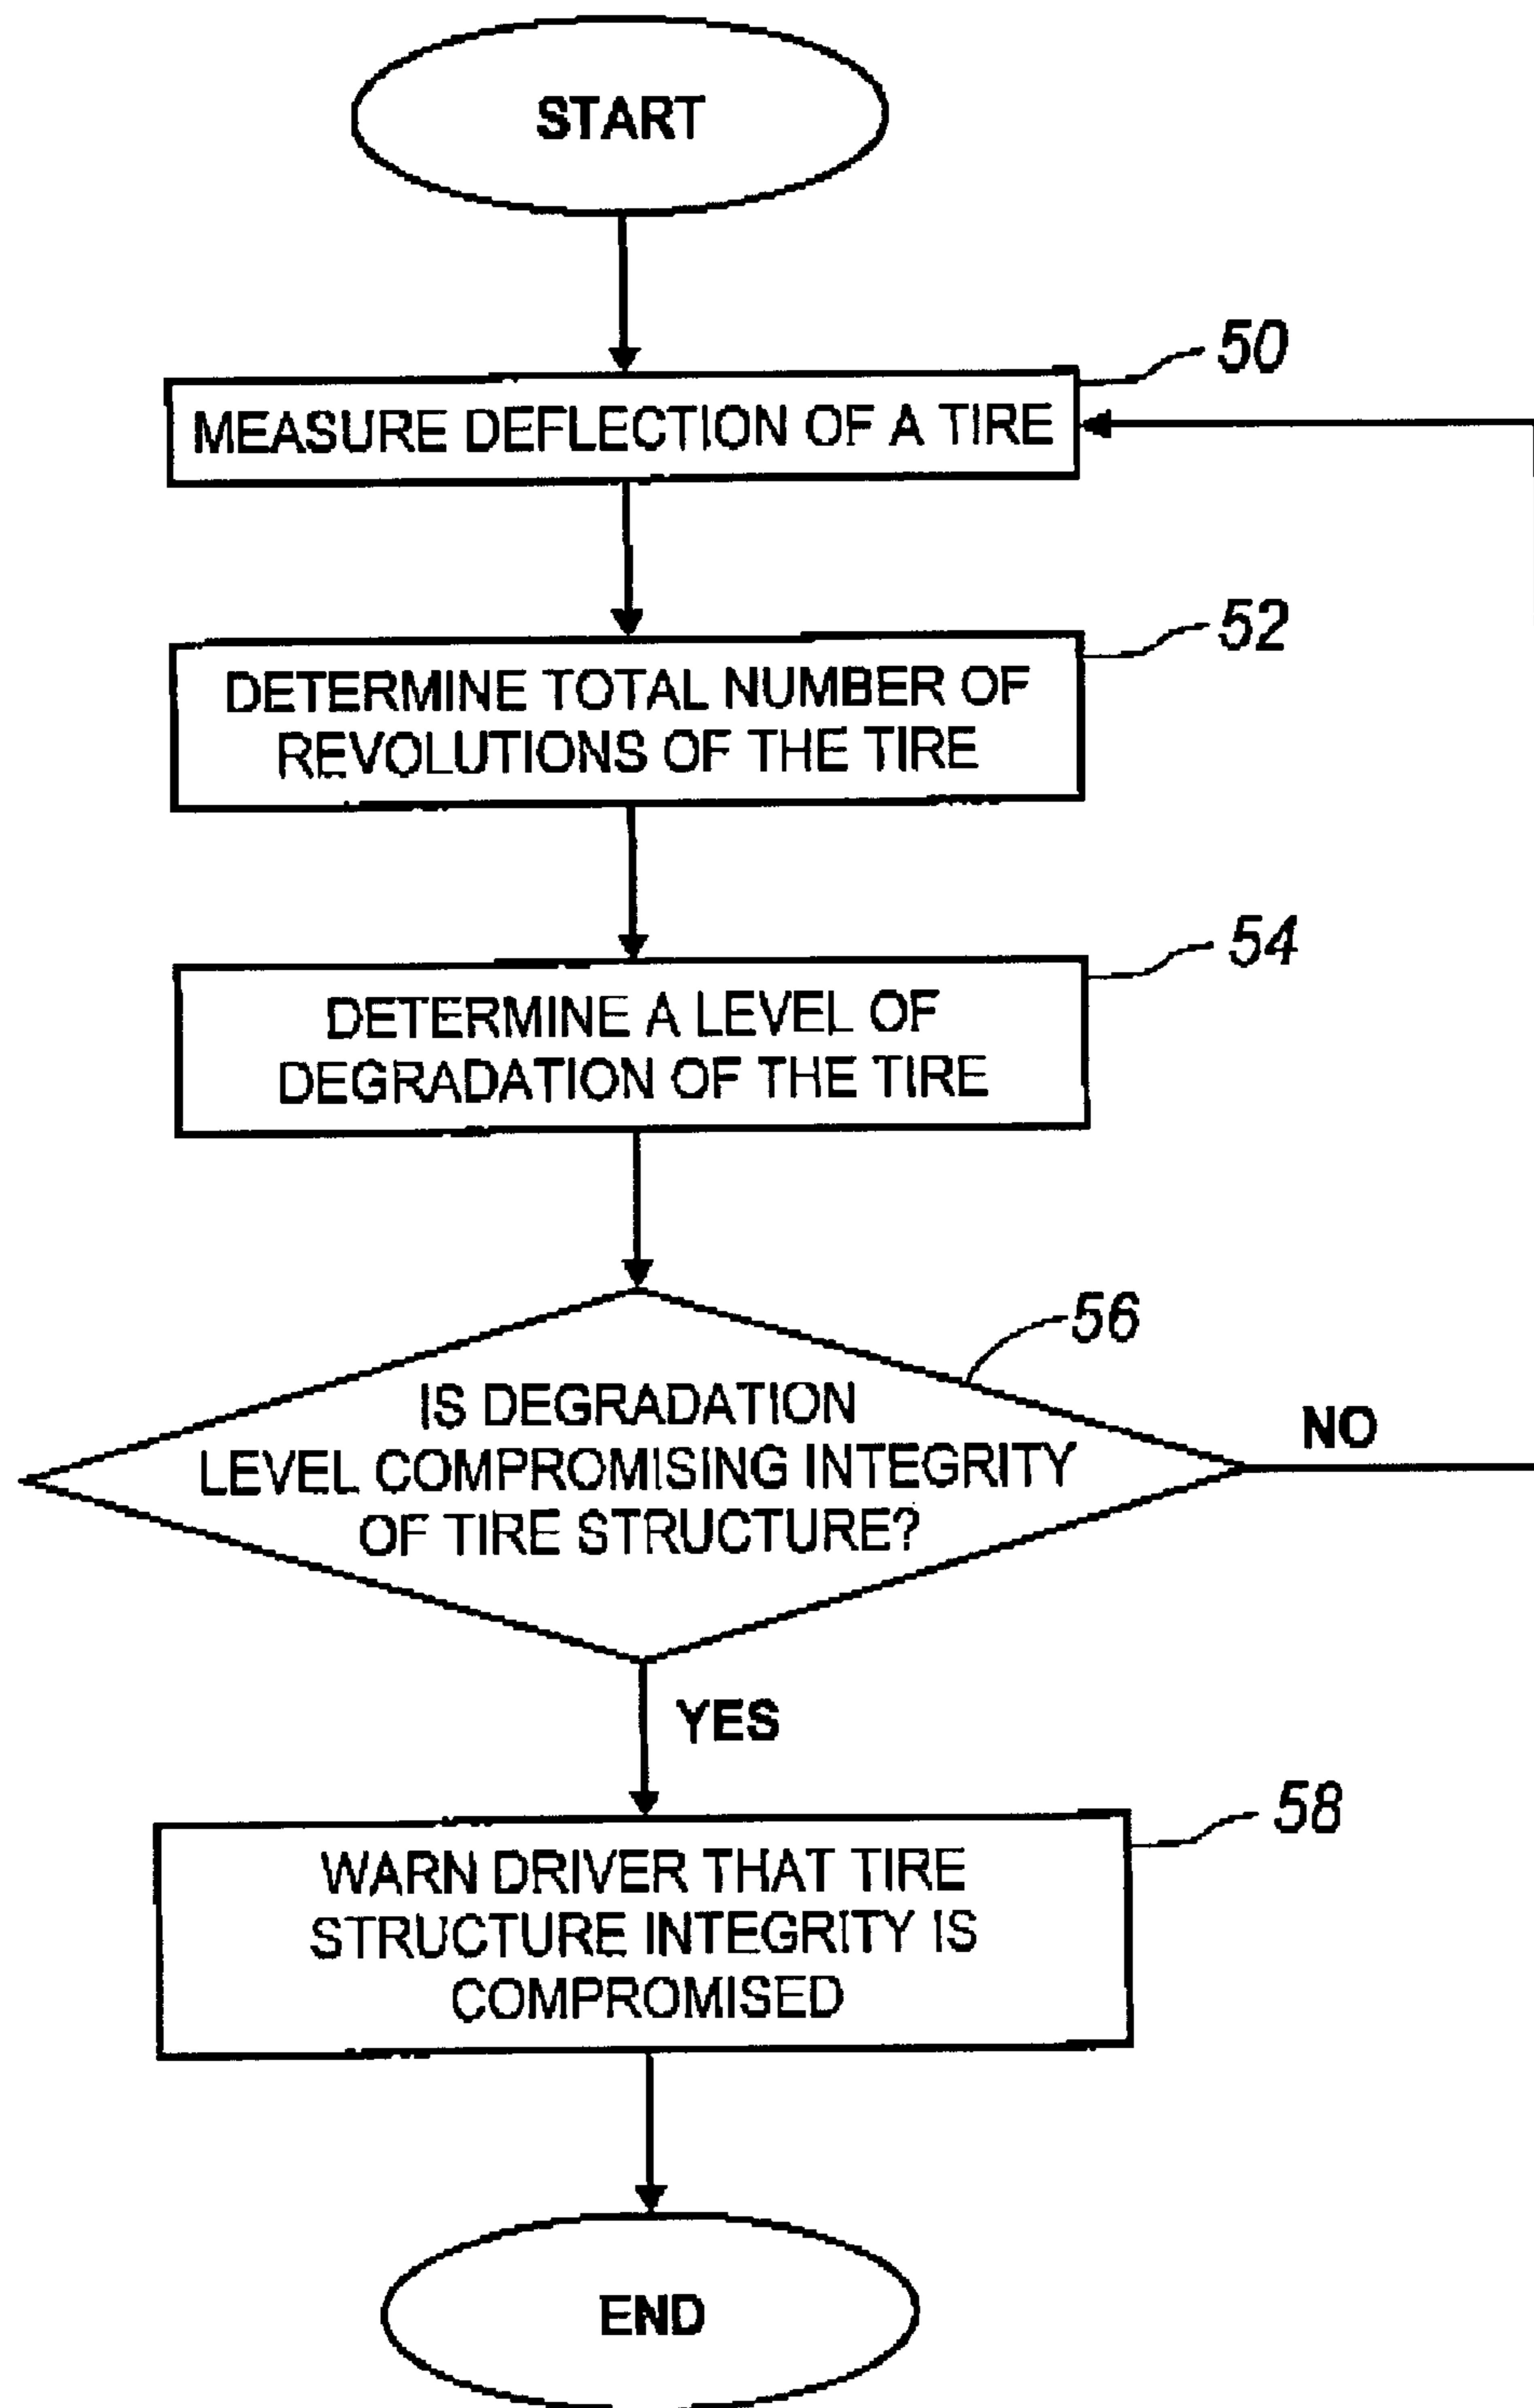 START
50
MEASURE DEFLECTION OF A TIRE
52
DETERMINE TOTAL NUMBER OF
REVOLUTIONS OF THE TIRE
54
DETERMINE A LEVEL OF
DEGRADATION OF THE TIRE
56
IS DEGRADATION
LEVEL COMPROMISING INTEGRITY
OF TIRE STRUCTURE?
NO
YES
58
WARN DRIVER THAT TIRE
STRUCTURE INTEGRITY IS
COMPROMISED
END